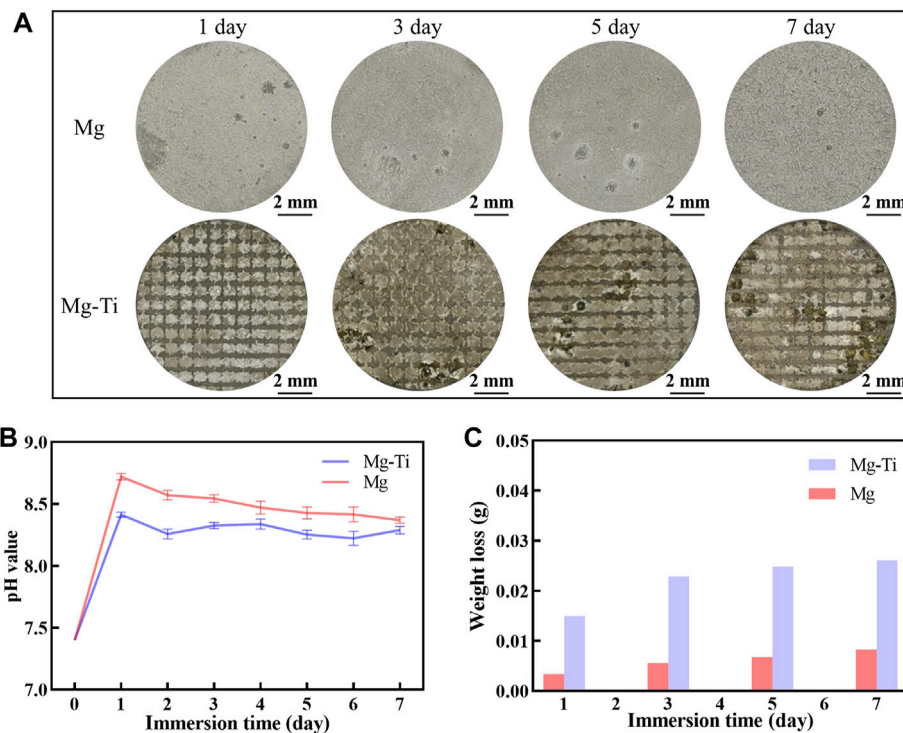 A
1 day 3 day 5 day 7 day
Mg
2 mm 2 mm 2 mm 2 mm
Mg-Ti
2 mm 2 mm 2 mm 2 mm
B
9.0
8.5
8.0
7.5
7.0
pH value
Mg-Ti
Mg
0 1 2 3 4 5 6 7
Immersion time (day)
C
0.05
0.04
0.03
0.02
0.01
0.00
Weight loss (g)
Mg-Ti
Mg
1 2 3 4 5 6 7
Immersion time (day)